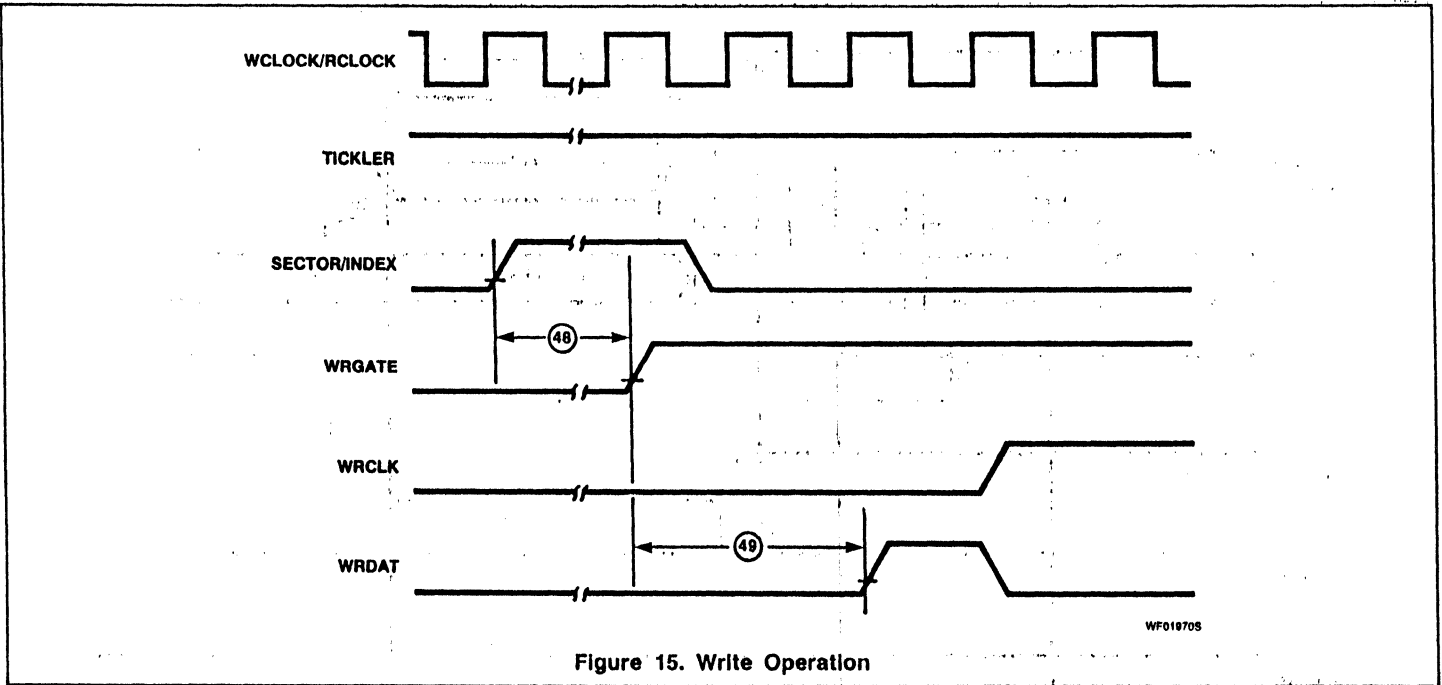 WCLOCK/RCLOCK
TICKLER
SECTOR/INDEX
48
WRGATE
WRCLK
49
WRDAT
WF01970S
Figure 15. Write Operation